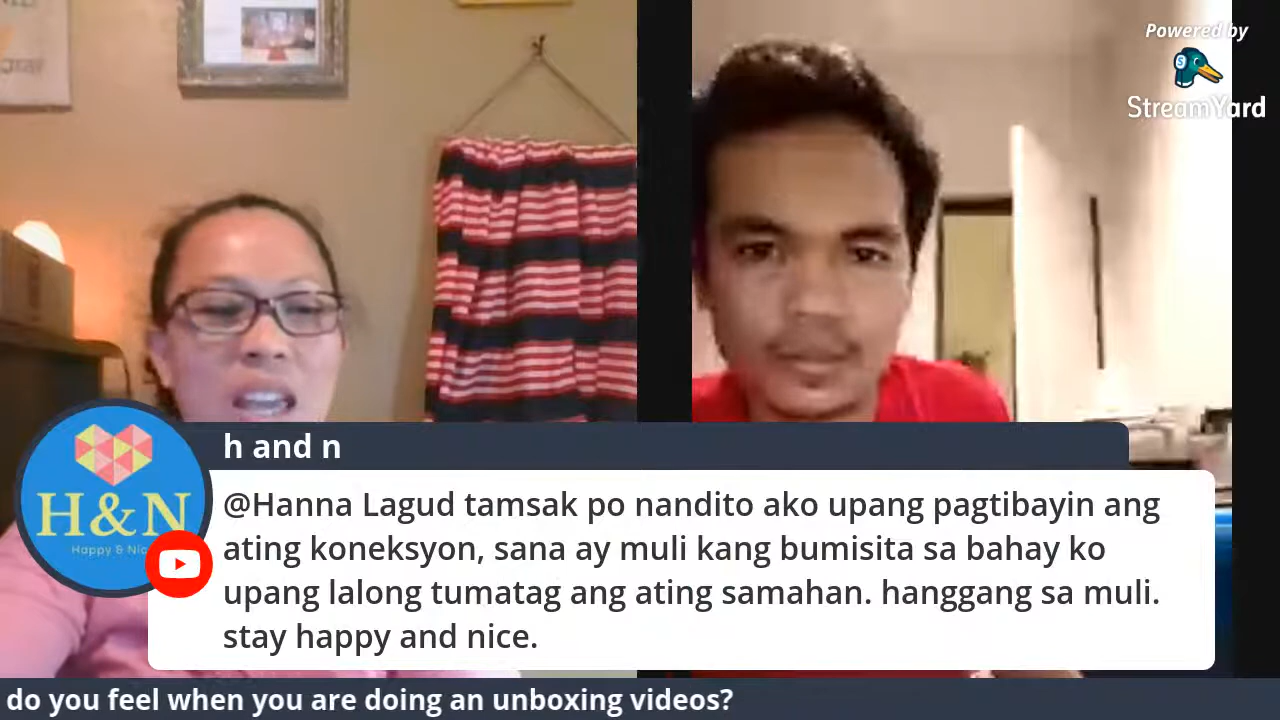 Powered by
StreamYard
h and n
H&N
@Hanna Lagud tamsak po nandito ako upang pagtibayin ang
ating koneksyon, sana ay muli kang bumisita sa bahay ko
upang lalong tumatag ang ating samahan. hanggang sa muli.
stay happy and nice.
do you feel when you are doing an unboxing videos?